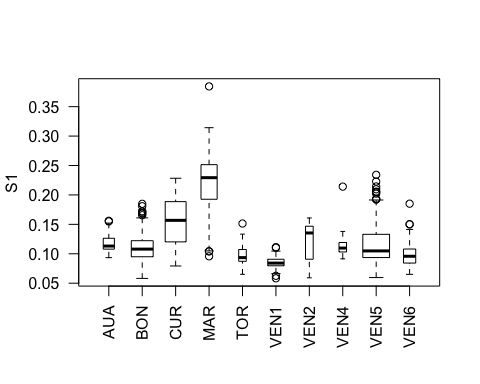 0.35
0.30
0.25
0.20
0.15
0.10
0.05
S1
AUA
BON
CUR
MAR
TOR
VEN1
VEN2
VEN4
VEN5
VEN6